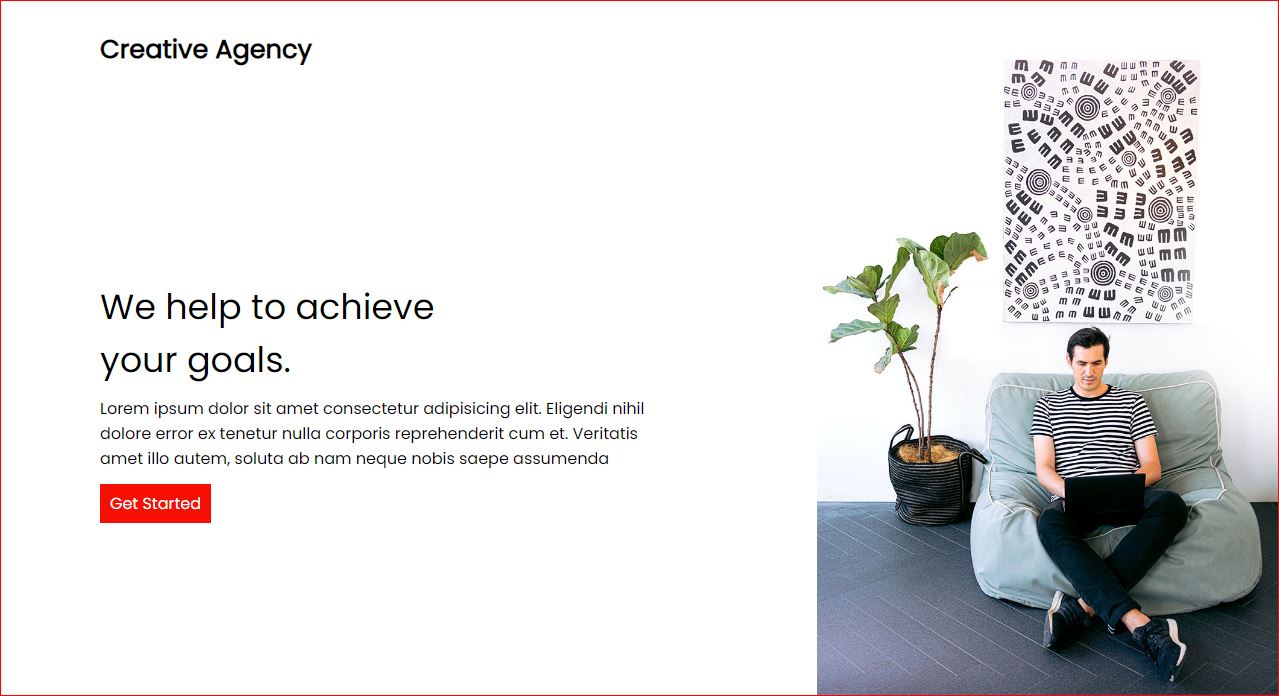 Creative Agency
We help to achieve
your goals.
Lorem ipsum dolor sit amet consectetur adipisicing elit. Eligendi nihil
dolore error ex tenetur nulla corporis reprehenderit cum et. Veritatis
amet illo autem, soluta ab nam neque nobis saepe assumenda
Get Started